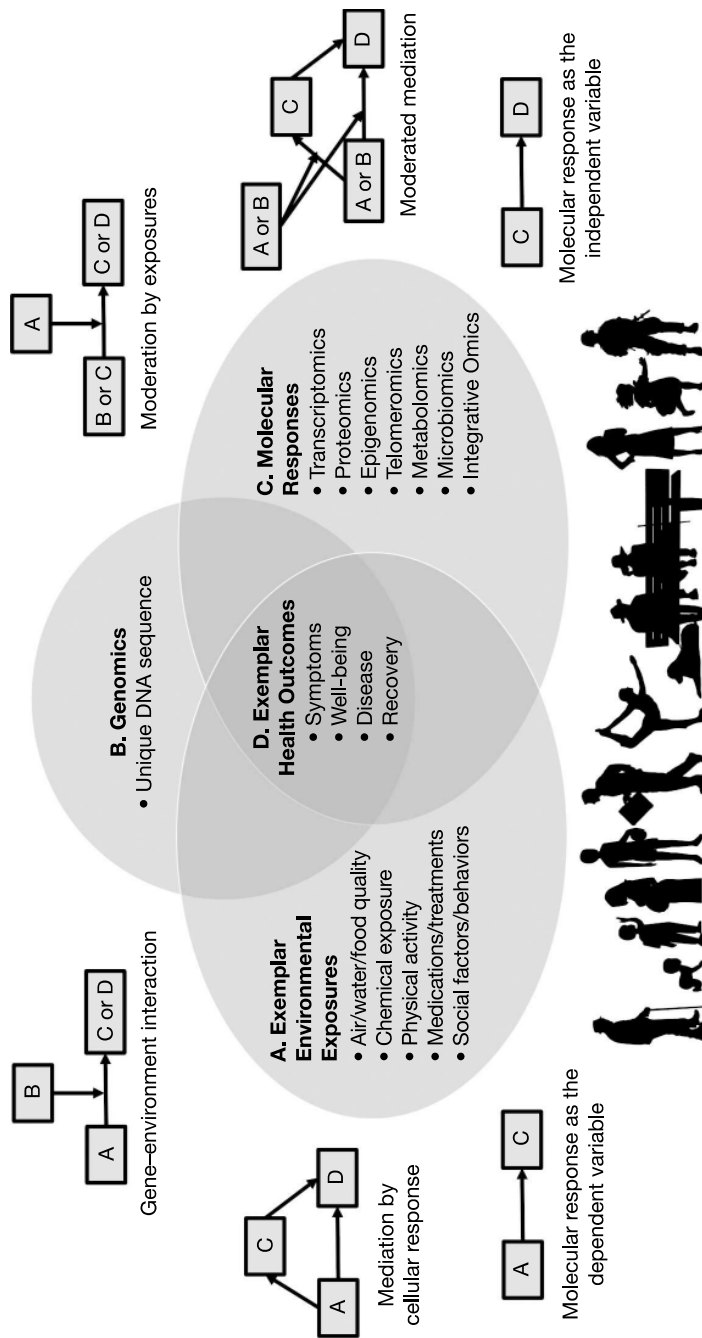 B
A
C or D
Gene–environment interaction
A
B or C
C or D
Moderation by exposures
C
A
D
Mediation by
cellular response
B. Genomics
• Unique DNA sequence
A. Exemplar
Environmental
Exposures
• Air/water/food quality
• Chemical exposure
• Physical activity
• Medications/treatments
• Social factors/behaviors
D. Exemplar
Health Outcomes
• Symptoms
• Well-being
• Disease
• Recovery
C. Molecular
Responses
• Transcriptomics
• Proteomics
• Epigenomics
• Telomeromics
• Metabolomics
• Microbiomics
• Integrative Omics
A or B
C
A or B
D
Moderated mediation
A
C
Molecular response as the
dependent variable
C
D
Molecular response as the
independent variable